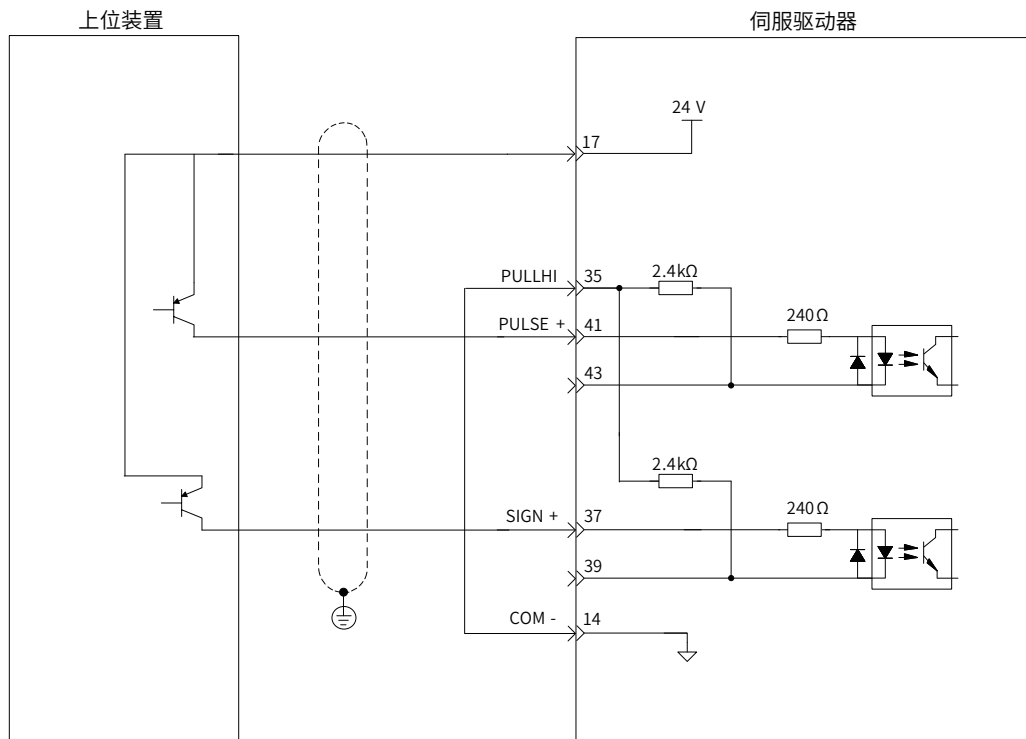 上位装置
伺服驱动器
24 V
17
PULLHI
35
2.4kΩ
PULSE +
41
240Ω
43
2.4kΩ
SIGN +
37
240Ω
39
COM -
14